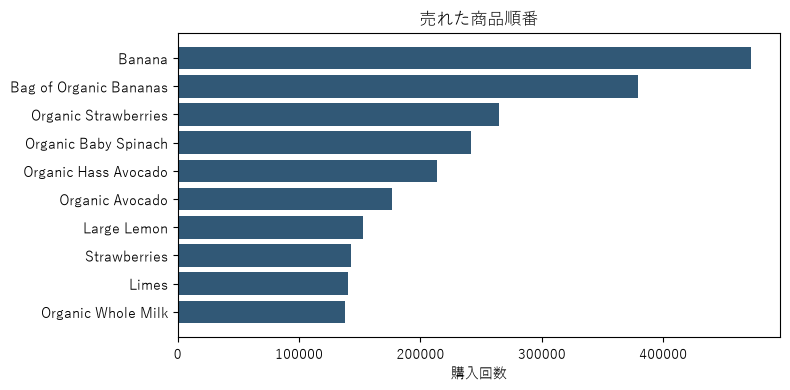 売れた商品順番
Banana
Bag of Organic Bananas
Organic Strawberries
Organic Baby Spinach
Organic Hass Avocado
Organic Avocado
Large Lemon
Strawberries
Limes
Organic Whole Milk
0 100000 200000 300000 400000
購入回数